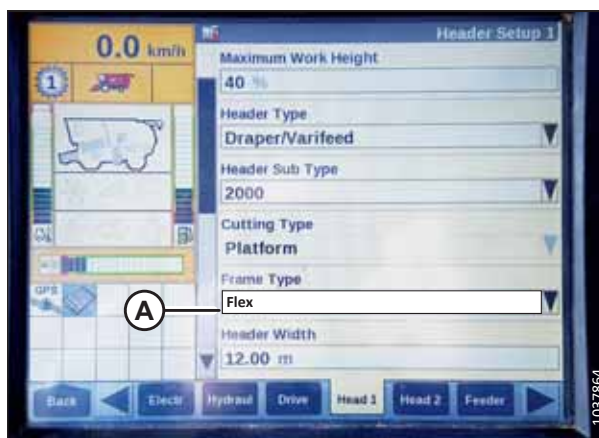 0.0 km/h
Header Setup 1
Maximum Work Height
40 %
1
Header Type
Draper/Varifeed
Header Sub Type
2000
Cutting Type
Platform
GPS
Frame Type
A
Flex
Header Width
12.00 m
Back
Electr
Hydraul
Drive
Head 1
Head 2
Feeder
1037864